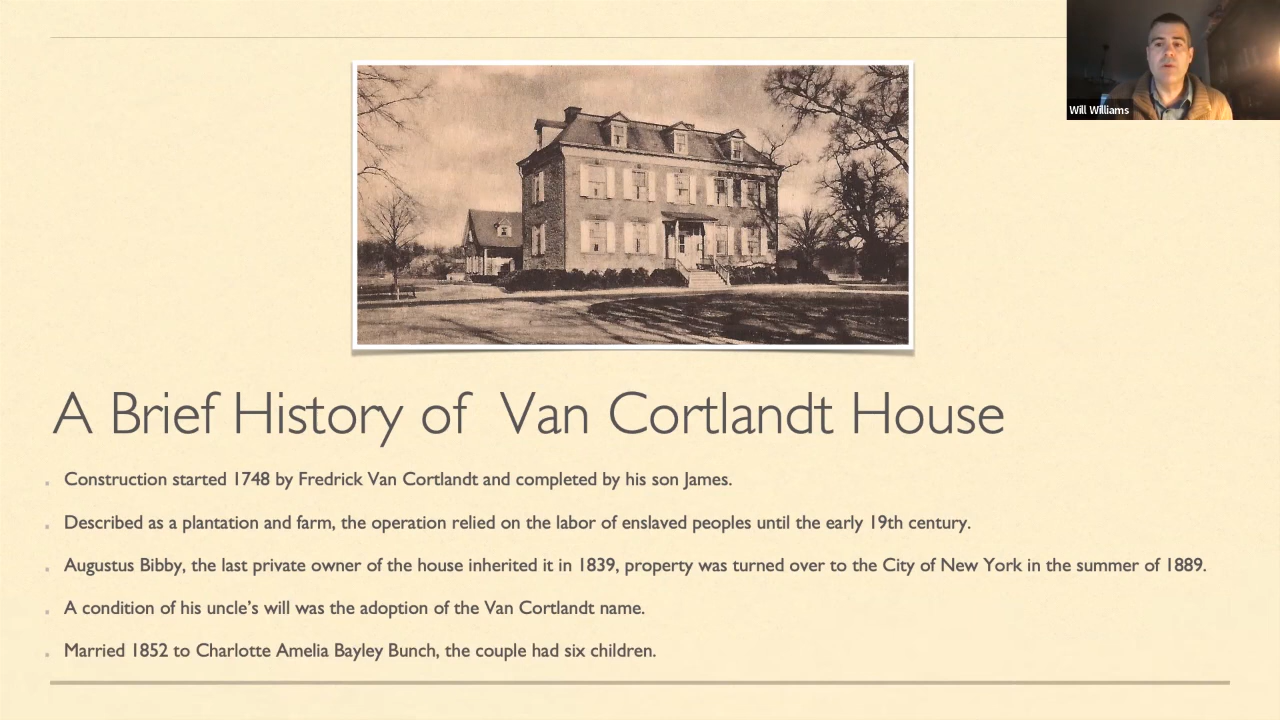 Will Williams
A Brief History of Van Cortlandt House
Construction started 1748 by Fredrick Van Cortlandt and completed by his son James.
Described as a plantation and farm, the operation relied on the labor of enslaved peoples until the early 19th century.
Augustus Bibby, the last private owner of the house inherited it in 1839, property was turned over to the City of New York in the summer of 1889.
A condition of his uncle’s will was the adoption of the Van Cortlandt name.
Married 1852 to Charlotte Amelia Bayley Bunch, the couple had six children.